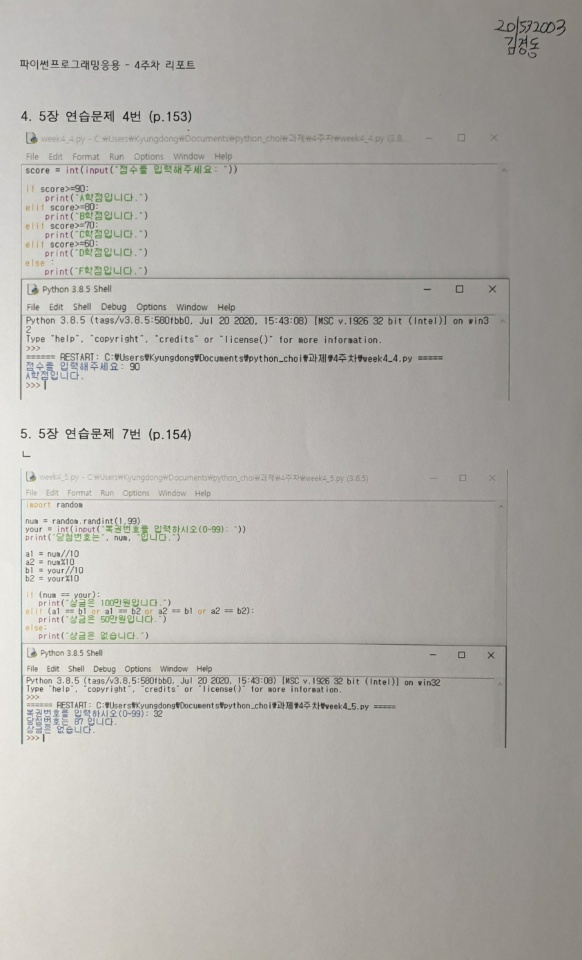 201532003
김경동
파이썬프로그래밍응용 - 4주차 리포트
4. 5장 연습문제 4번 (p.153)
week4_4.py - C:₩Users₩Kyungdong₩Documents₩python_choi₩과제₩4주차₩week4_4.py (3.8...
File Edit Format Run Options Window Help
score = int(input("점수를 입력해주세요: "))
if score>=90:
print("A학점입니다.")
elif score>=80:
print("B학점입니다.")
elif score>=70:
print("C학점입니다.")
elif score>=60:
print("D학점입니다.")
else :
print("F학점입니다.")
Python 3.8.5 Shell
File Edit Shell Debug Options Window Help
Python 3.8.5 (tags/v3.8.5:580fbb0, Jul 20 2020, 15:43:08) [MSC v.1926 32 bit (Intel)] on win3
2
Type "help", "copyright", "credits" or "license()" for more information.
>>>
====== RESTART: C:₩Users₩Kyungdong₩Documents₩python_choi₩과제₩4주차₩week4_4.py =====
점수를 입력해주세요: 90
A학점입니다.
>>>
5. 5장 연습문제 7번 (p.154)
ㄴ
week4_5.py - C:₩Users₩Kyungdong₩Documents₩python_choi₩과제₩4주차₩week4_5.py (3.8.5)
File Edit Format Run Options Window Help
import random
num = random.randint(1,99)
your = int(input("복권번호를 입력하시오(0-99): "))
print("당첨번호는", num, "입니다.")
a1 = num//10
a2 = num%10
b1 = your//10
b2 = your%10
if (num == your):
print("상금은 100만원입니다.")
elif (a1 == b1 or a1 == b2 or a2 == b1 or a2 == b2):
print("상금은 50만원입니다.")
else:
print("상금은 없습니다.")
Python 3.8.5 Shell
File Edit Shell Debug Options Window Help
Python 3.8.5 (tags/v3.8.5:580fbb0, Jul 20 2020, 15:43:08) [MSC v.1926 32 bit (Intel)] on win32
Type "help", "copyright", "credits" or "license()" for more information.
>>>
====== RESTART: C:₩Users₩Kyungdong₩Documents₩python_choi₩과제₩4주차₩week4_5.py =====
복권번호를 입력하시오(0-99): 32
당첨번호는 87 입니다.
상금은 없습니다.
>>>